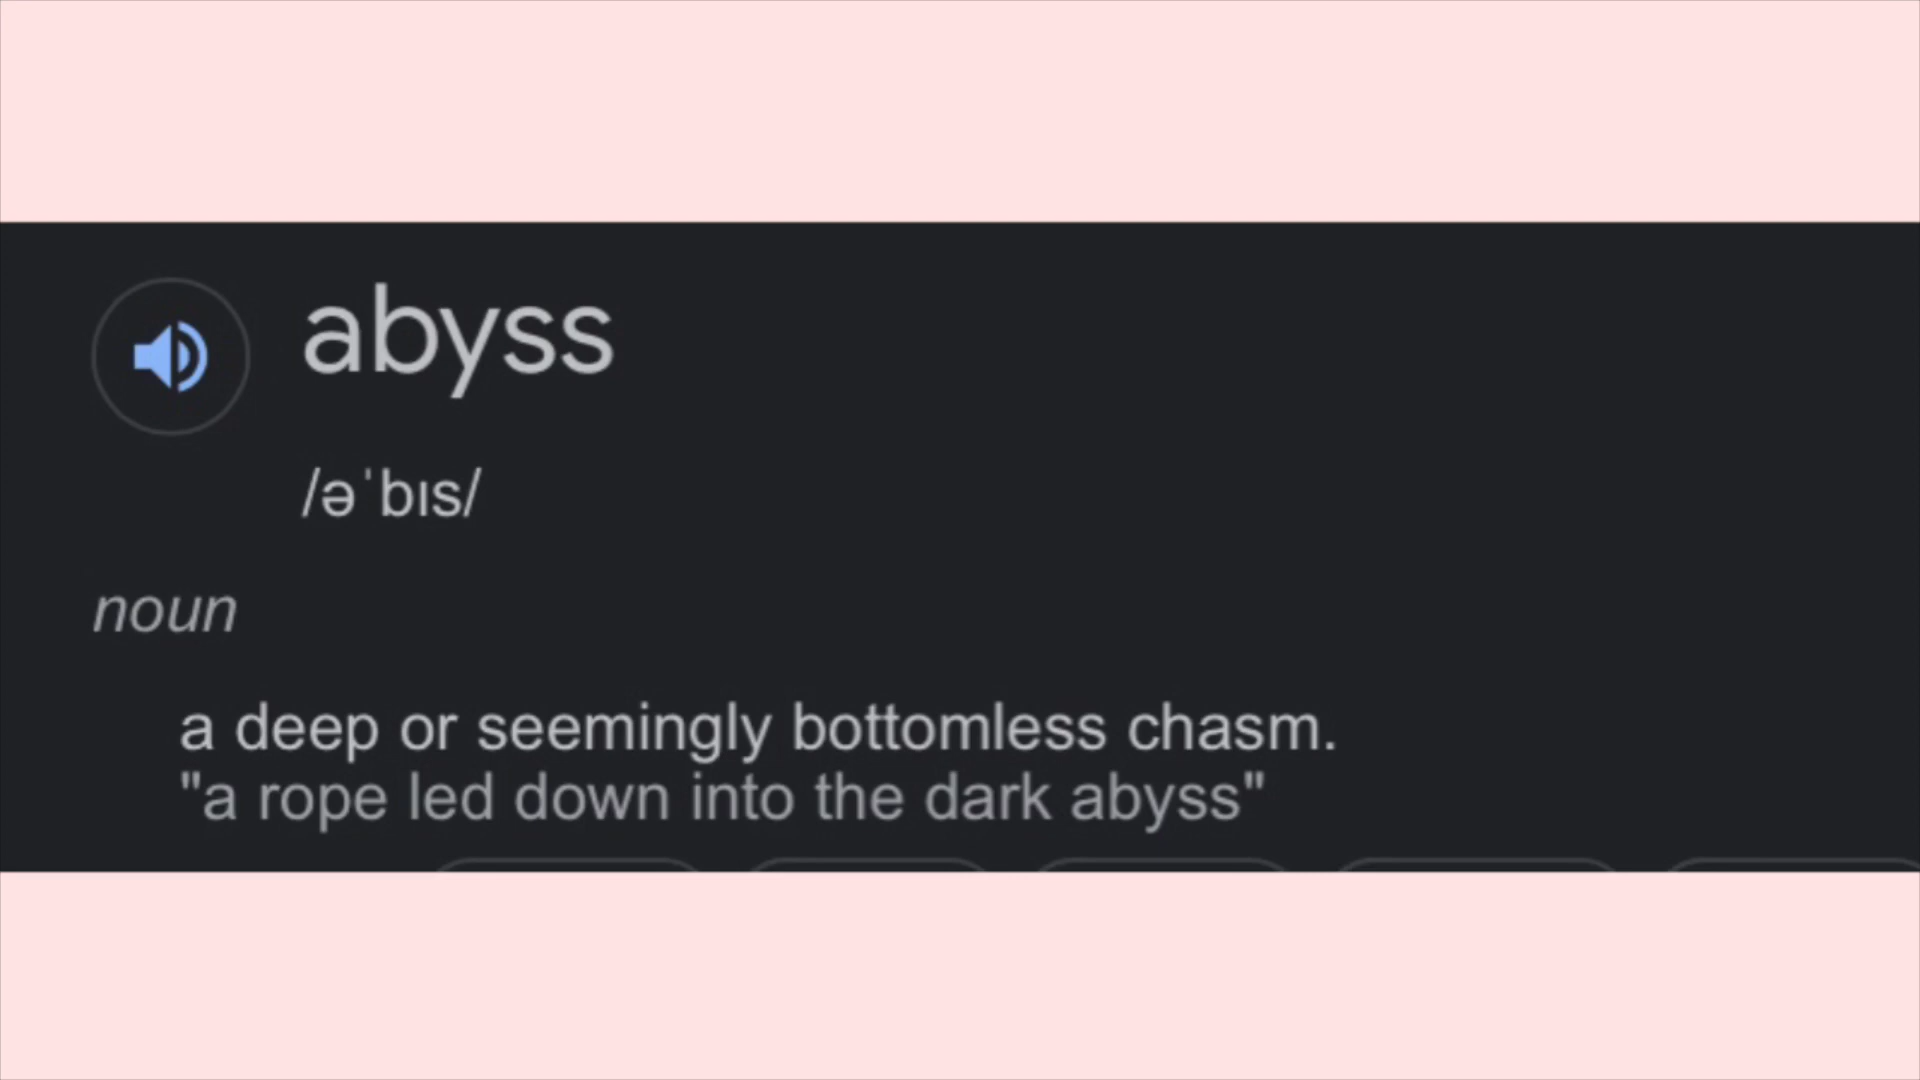 abyss
/əˈbɪs/
noun
a deep or seemingly bottomless chasm.
"a rope led down into the dark abyss"